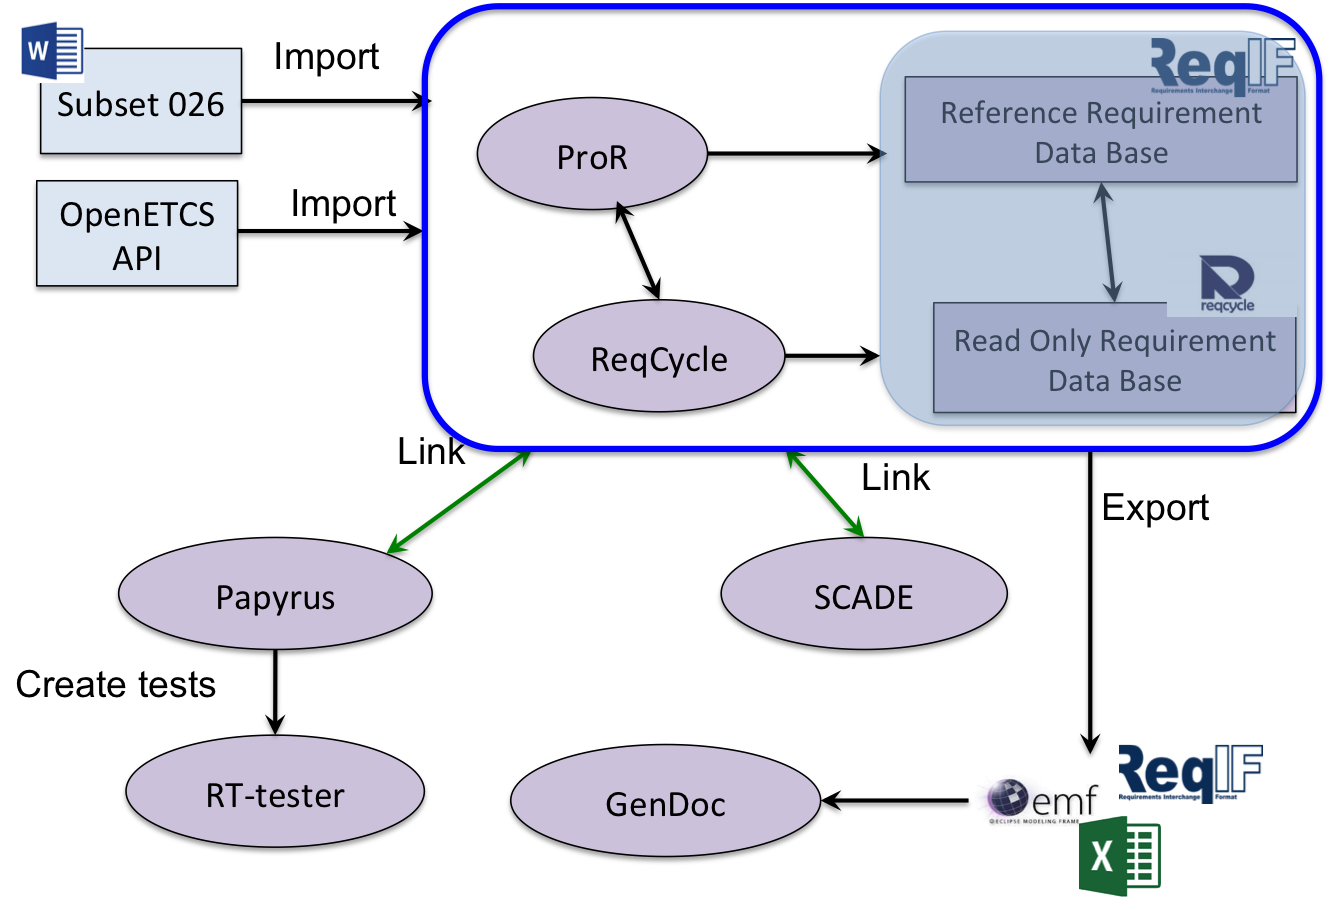 W
Subset 026
Import
OpenETCS
API
Import
ProR
ReqCycle
ReqIF
Requirements Interchange Format
Reference Requirement
Data Base
reqcycle
Read Only Requirement
Data Base
Link
Link
Export
Papyrus
SCADE
Create tests
RT-tester
GenDoc
emf
ECLIPSE MODELING FRAM
ReqIF
Requirements Interchange Format
X